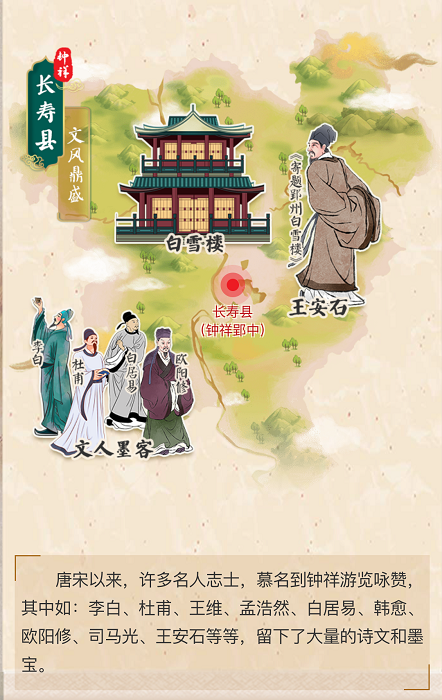 钟祥
长寿县
文风鼎盛
白雪楼
《寄题郢州白雪楼》
王安石
长寿县
(钟祥郢中)
李白
杜甫
白居易
欧阳修
文人墨客
唐宋以来，许多名人志士，慕名到钟祥游览咏赞，
其中如：李白、杜甫、王维、孟浩然、白居易、韩愈、
欧阳修、司马光、王安石等等，留下了大量的诗文和墨
宝。